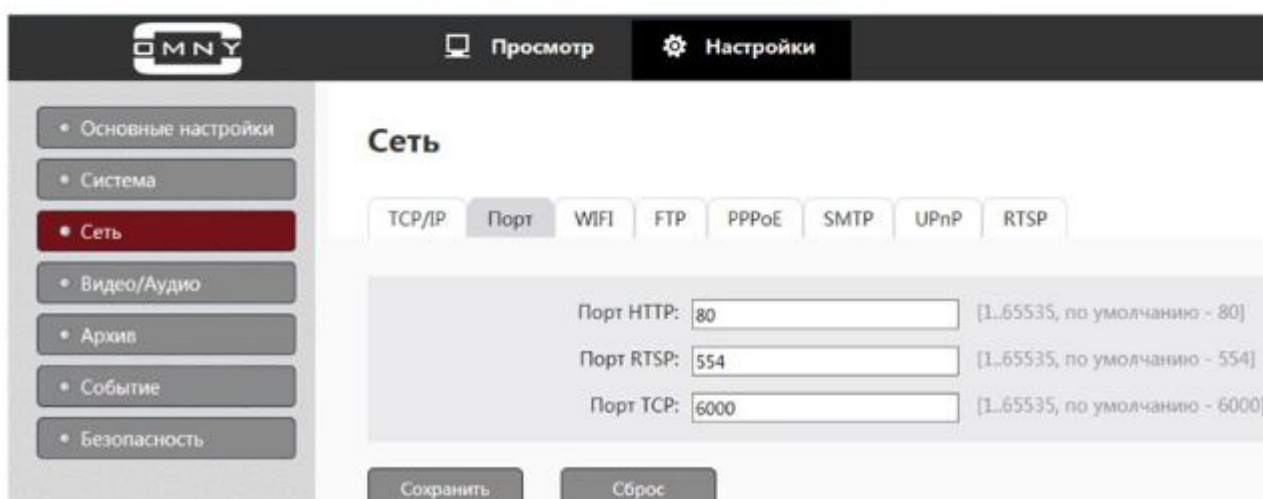 OMNY
Просмотр
Настройки
Основные настройки
Система
Сеть
Видео/Аудио
Архив
Событие
Безопасность
Сеть
TCP/IP Порт WIFI FTP PPPoE SMTP UPnP RTSP
Порт HTTP: 80 [1..65535, по умолчанию - 80]
Порт RTSP: 554 [1..65535, по умолчанию - 554]
Порт TCP: 6000 [1..65535, по умолчанию - 6000]
Сохранить Сброс